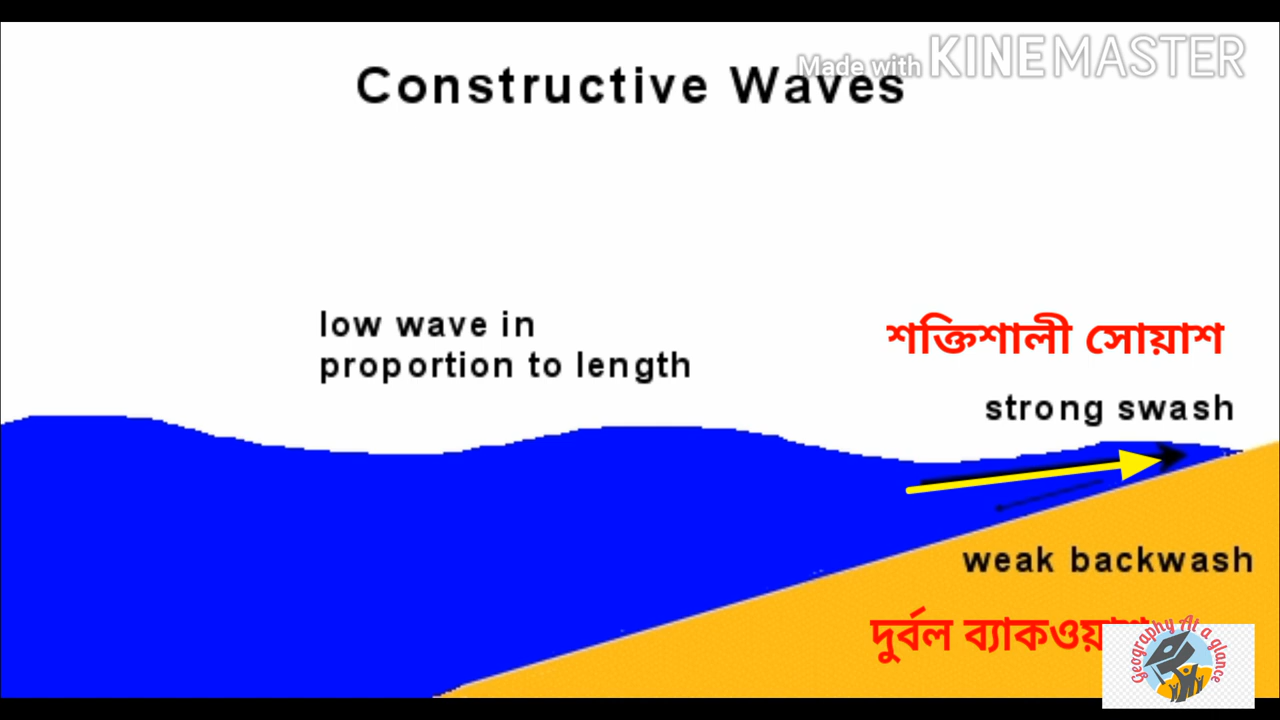 Made with KINEMASTER
Constructive Waves
low wave in
proportion to length
শক্তিশালী সোয়াশ
strong swash
weak backwash
দুর্বল
Geography At a glance